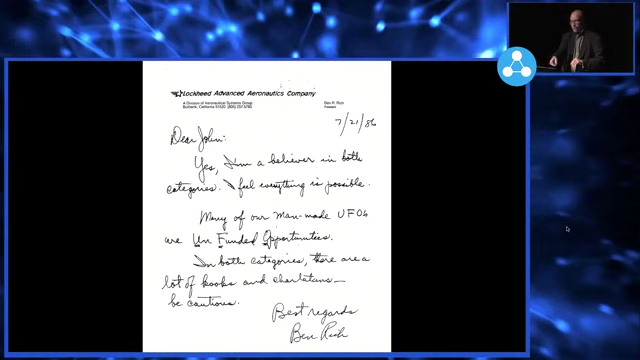 Lockheed Advanced Aeronautics Company
A Division of Aeronautical Systems Group
Burbank, California 91520
Ben R. Rich
President
7/21/86
Dear John:
Yes, I'm a believer in both
categories. I feel everything is possible.
Many of our man-made UFOs
are Un Funded Opportunities.
In both categories, there are a
lot of kooks and charlatans—
be cautious.
Best regards
Ben Rich